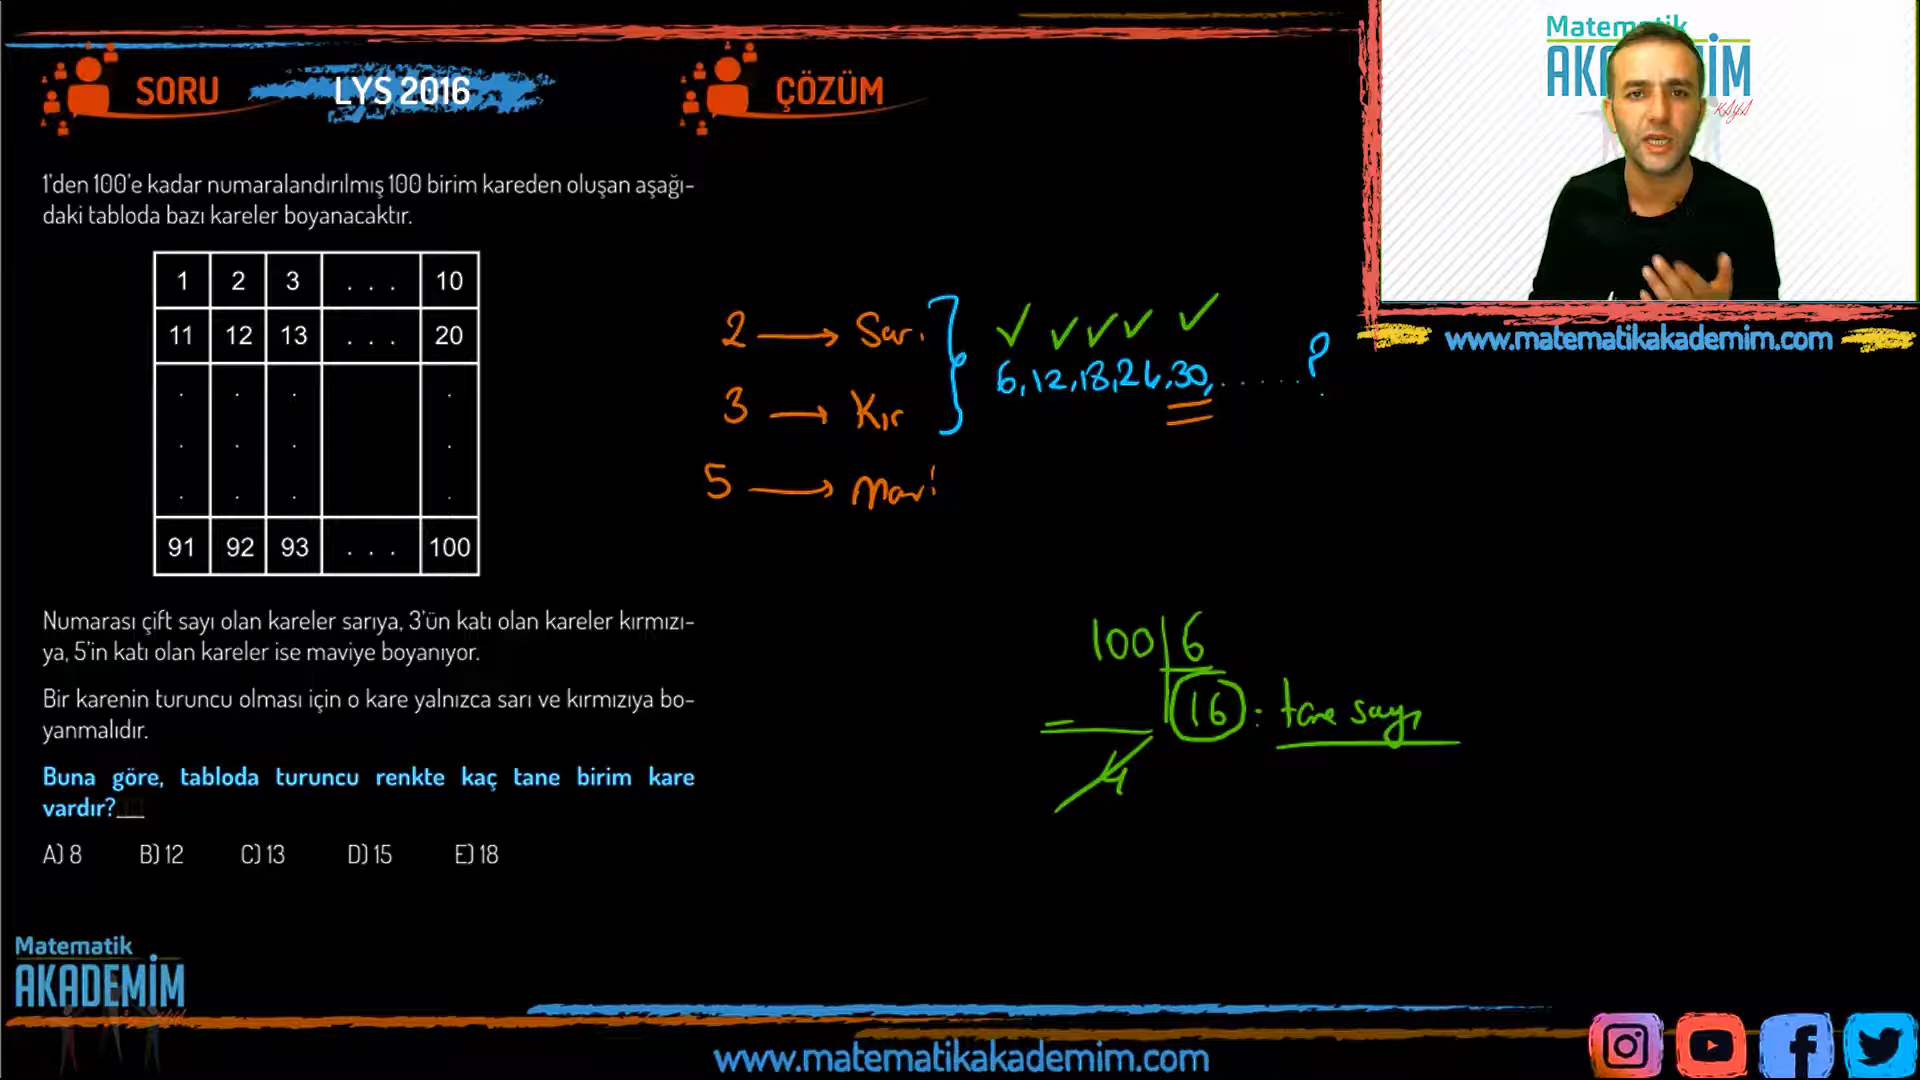 SORU
LYS 2016
ÇÖZÜM
Matematik
AKADEMİM
KAYA
www.matematikakademim.com
1'den 100'e kadar numaralandırılmış 100 birim kareden oluşan aşağı-
daki tabloda bazı kareler boyanacaktır.
1 2 3 . . . 10
11 12 13 . . . 20
. . . .
. . . .
. . . .
91 92 93 . . . 100
Numarası çift sayı olan kareler sarıya, 3'ün katı olan kareler kırmızı-
ya, 5'in katı olan kareler ise maviye boyanıyor.
Bir karenin turuncu olması için o kare yalnızca sarı ve kırmızıya bo-
yanmalıdır.
Buna göre, tabloda turuncu renkte kaç tane birim kare
vardır?
A) 8 B) 12 C) 13 D) 15 E) 18
2 → Sarı
3 → Kır
5 → Mavi
6, 12, 18, 24, 30, . . . . . ?
100 | 6
16 : tane sayı
4
Matematik
AKADEMİM
www.matematikakademim.com